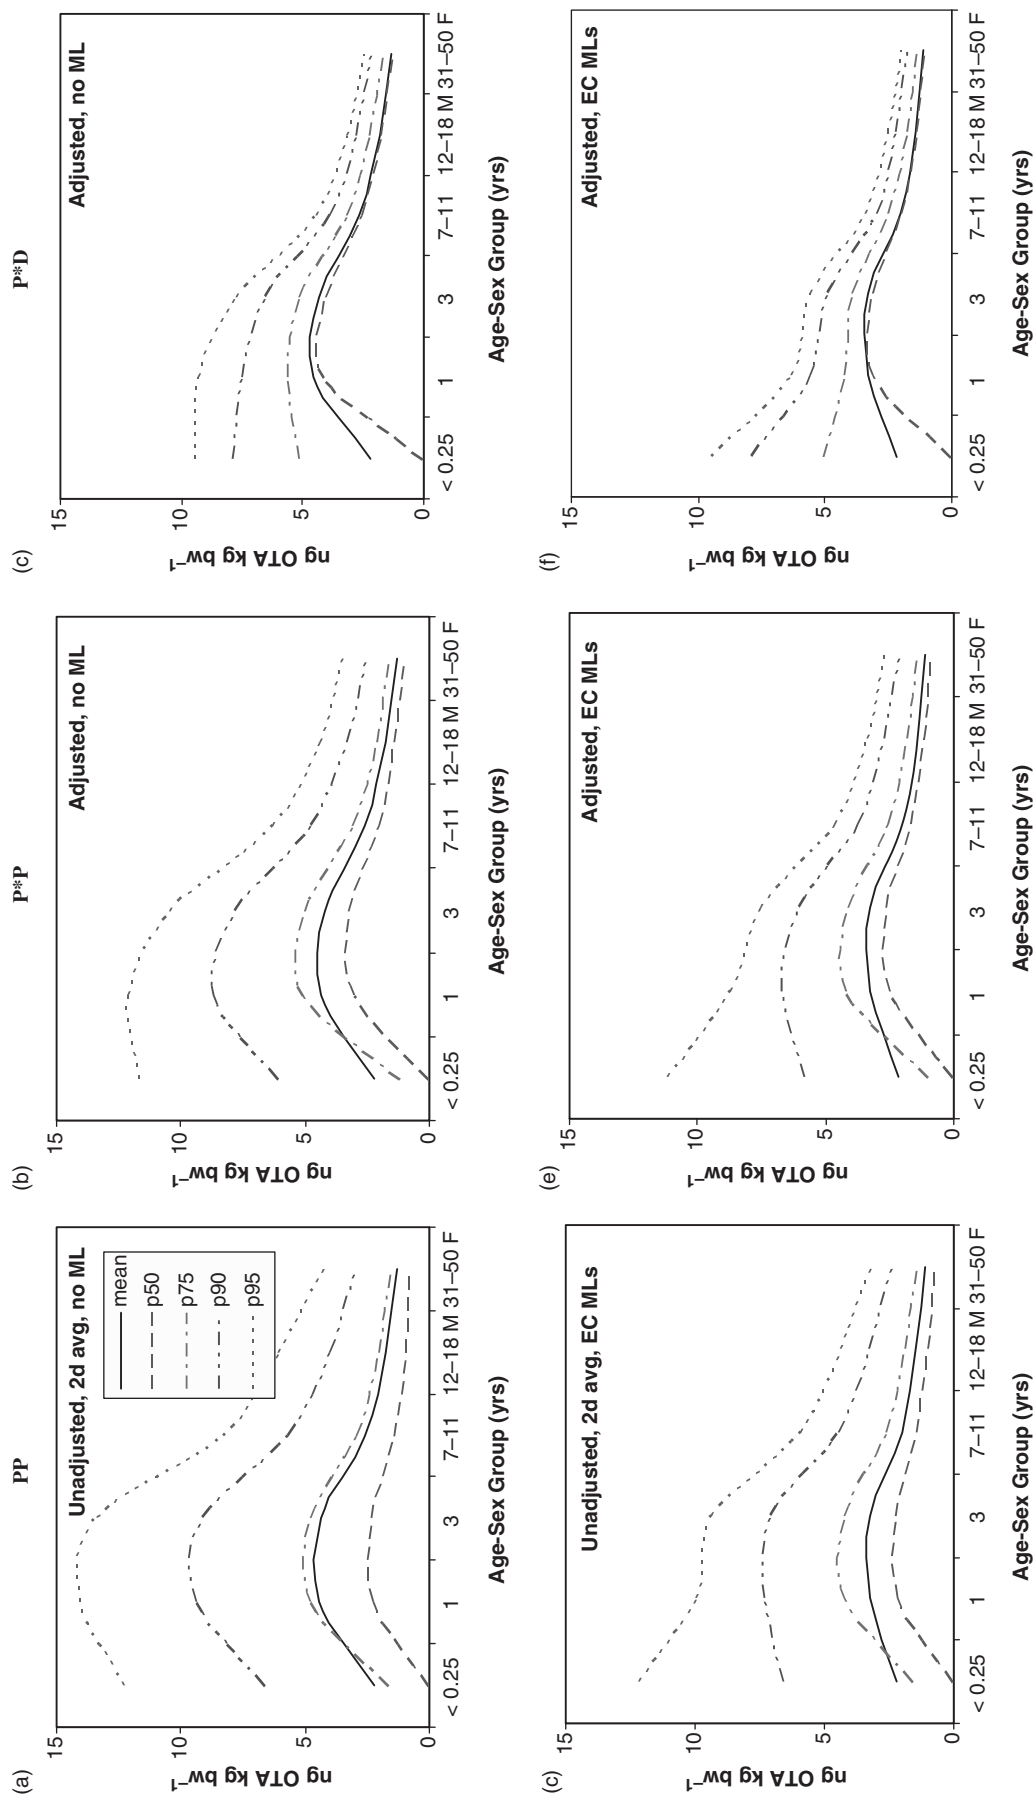 PP
(a)
Unadjusted, 2d avg, no ML
mean
p50
p75
p90
p95
15
10
5
0
ng OTA kg bw⁻¹
< 0.25
1
3
7–11
12–18 M
31–50 F
Age-Sex Group (yrs)
P*P
(b)
Adjusted, no ML
15
10
5
0
ng OTA kg bw⁻¹
< 0.25
1
3
7–11
12–18 M
31–50 F
Age-Sex Group (yrs)
P*D
(c)
Adjusted, no ML
15
10
5
0
ng OTA kg bw⁻¹
< 0.25
1
3
7–11
12–18 M
31–50 F
Age-Sex Group (yrs)
(c)
Unadjusted, 2d avg, EC MLs
15
10
5
0
ng OTA kg bw⁻¹
< 0.25
1
3
7–11
12–18 M
31–50 F
Age-Sex Group (yrs)
(e)
Adjusted, EC MLs
15
10
5
0
ng OTA kg bw⁻¹
< 0.25
1
3
7–11
12–18 M
31–50 F
Age-Sex Group (yrs)
(f)
Adjusted, EC MLs
15
10
5
0
ng OTA kg bw⁻¹
< 0.25
1
3
7–11
12–18 M
31–50 F
Age-Sex Group (yrs)